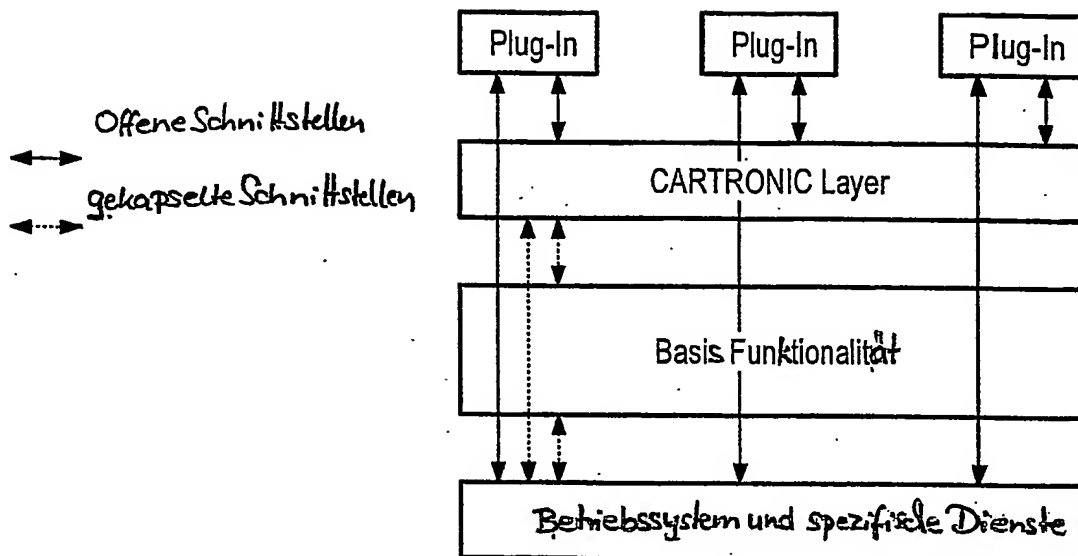 Plug-In Plug-In Plug-In
Offene Schnittstellen
CARTRONIC Layer
gekapselte Schnittstellen
Basis Funktionalität
Betriebssystem und spezifische Dienste